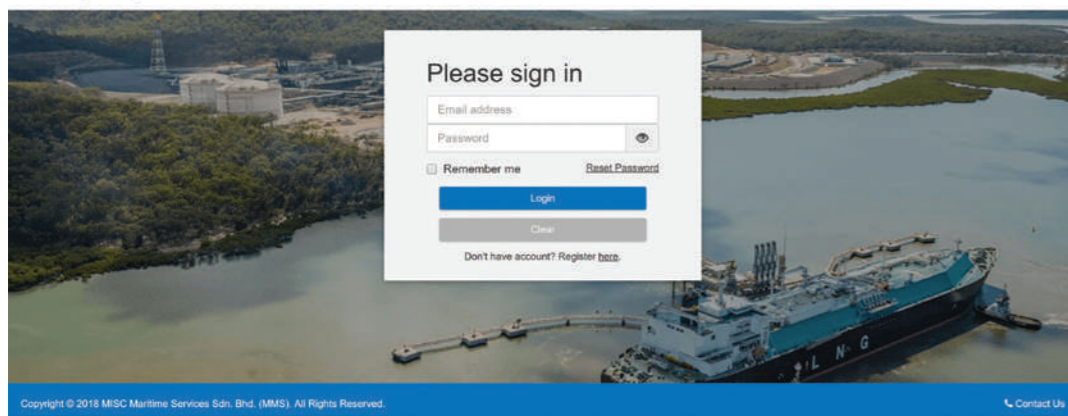 Please sign in
Email address
Password
Remember me Reset Password
Login
Clear
Don't have account? Register here.
L N G
Copyright © 2018 MISC Maritime Services Sdn. Bhd. (MMS). All Rights Reserved. Contact Us